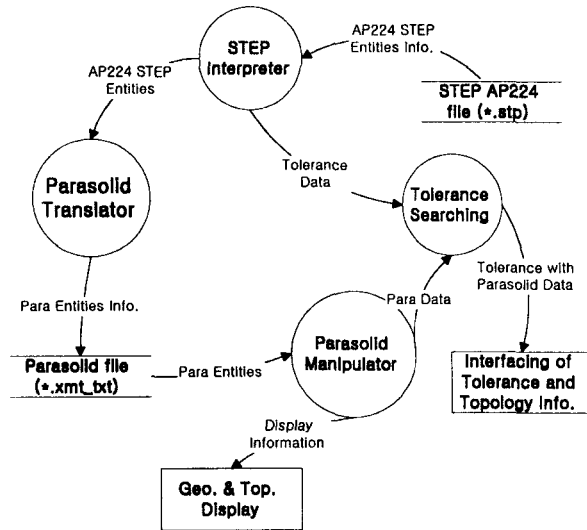 STEP
Interpreter
AP224 STEP
Entities Info.
STEP AP224
file (*.stp)
AP224 STEP
Entities
Tolerance
Data
Parasolid
Translator
Tolerance
Searching
Para Entities Info.
Para Data
Tolerance with
Parasolid Data
Parasolid
Manipulator
Parasolid file
(*.xmt_txt)
Para Entities
Interfacing of
Tolerance and
Topology Info.
Display
Information
Geo. & Top.
Display